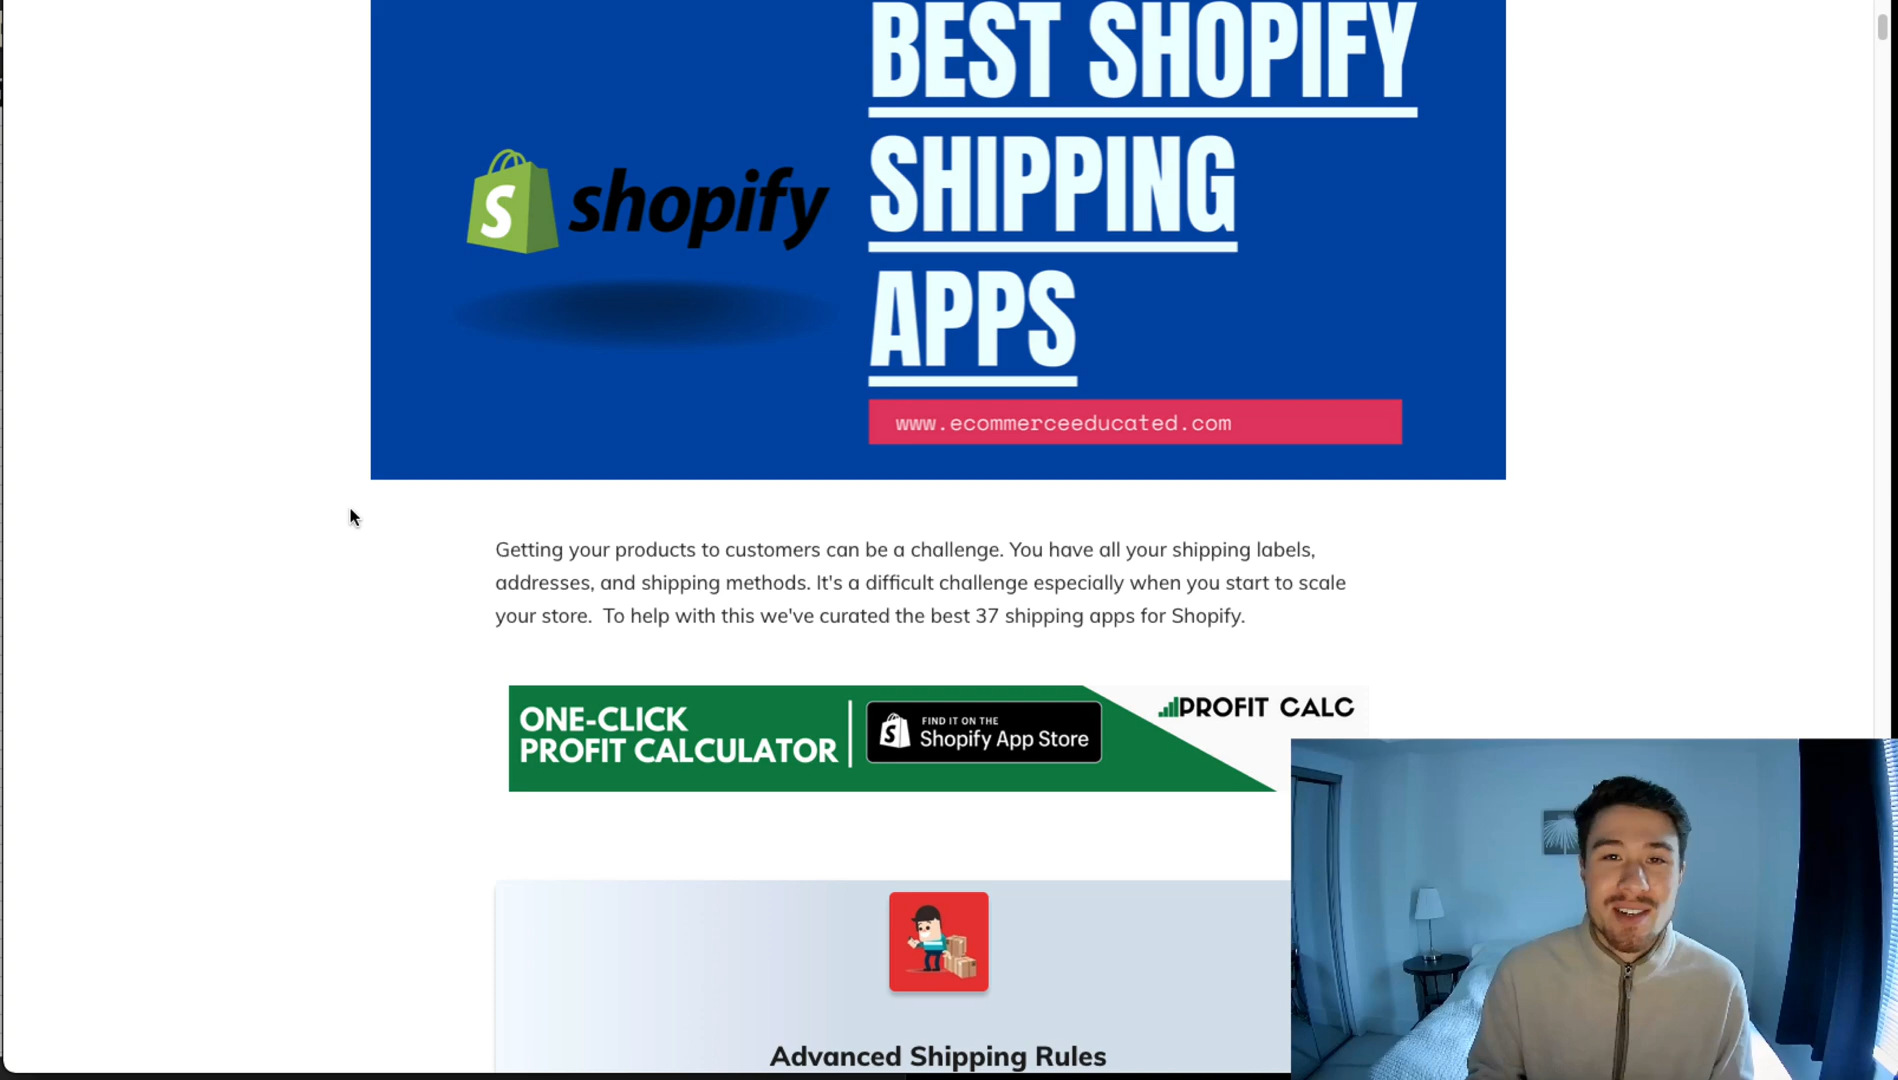 BEST SHOPIFY
SHIPPING
APPS
shopify
www.ecommerceeducated.com
Getting your products to customers can be a challenge. You have all your shipping labels,
addresses, and shipping methods. It's a difficult challenge especially when you start to scale
your store. To help with this we've curated the best 37 shipping apps for Shopify.
ONE-CLICK
PROFIT CALCULATOR
FIND IT ON THE
Shopify App Store
PROFIT CALC
Advanced Shipping Rules